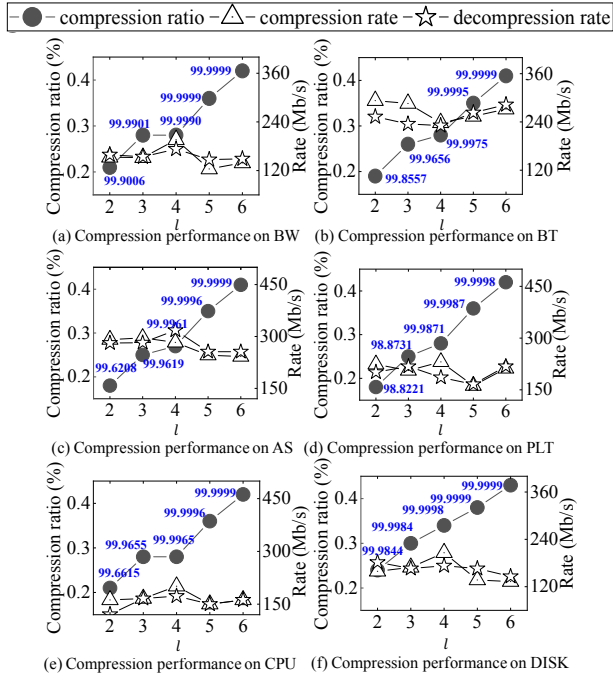 compression ratio compression rate decompression rate
Compression ratio (%)
0.4
0.3
0.2
99.9006
99.9901
99.9990
99.9999
99.9999
360
240
120
Rate (Mb/s)
2 3 4 5 6
(a) Compression performance on BW
Compression ratio (%)
0.4
0.3
0.2
99.8557
99.9656
99.9975
99.9995
99.9999
360
240
120
Rate (Mb/s)
2 3 4 5 6
(b) Compression performance on BT
Compression ratio (%)
0.4
0.3
0.2
99.6208
99.9619
99.9961
99.9996
99.9999
450
300
150
Rate (Mb/s)
2 3 4 5 6
l
(c) Compression performance on AS
Compression ratio (%)
0.4
0.3
0.2
98.8221
98.8731
99.9871
99.9987
99.9998
450
300
150
Rate (Mb/s)
2 3 4 5 6
l
(d) Compression performance on PLT
Compression ratio (%)
0.4
0.3
0.2
99.6615
99.9655
99.9965
99.9996
99.9999
450
300
150
Rate (Mb/s)
2 3 4 5 6
l
(e) Compression performance on CPU
Compression ratio (%)
0.4
0.3
0.2
99.9844
99.9984
99.9998
99.9999
99.9999
360
240
120
Rate (Mb/s)
2 3 4 5 6
l
(f) Compression performance on DISK